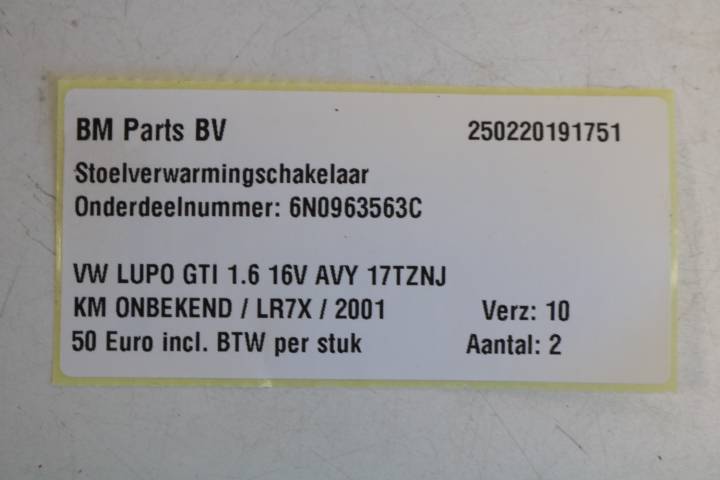 BM Parts BV 250220191751
Stoelverwarmingschakelaar
Onderdeelnummer: 6N0963563C
VW LUPO GTI 1.6 16V AVY 17TZNJ
KM ONBEKEND / LR7X / 2001 Verz: 10
50 Euro incl. BTW per stuk Aantal: 2